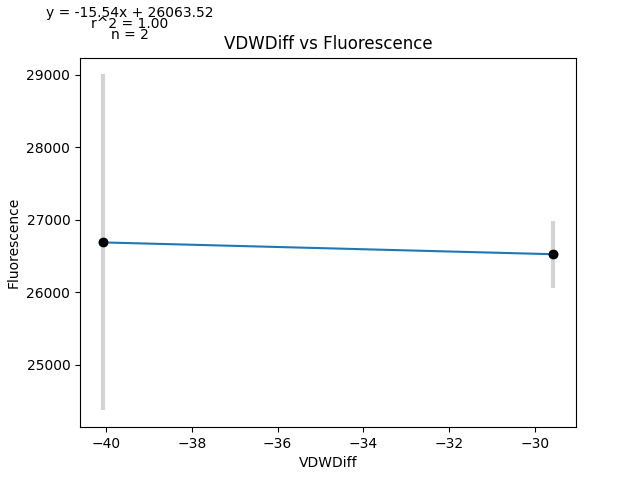 y = -15.54x + 26063.52
r^2 = 1.00
n = 2
VDWDiff vs Fluorescence
29000
28000
27000
26000
25000
Fluorescence
−40
−38
−36
−34
−32
−30
VDWDiff